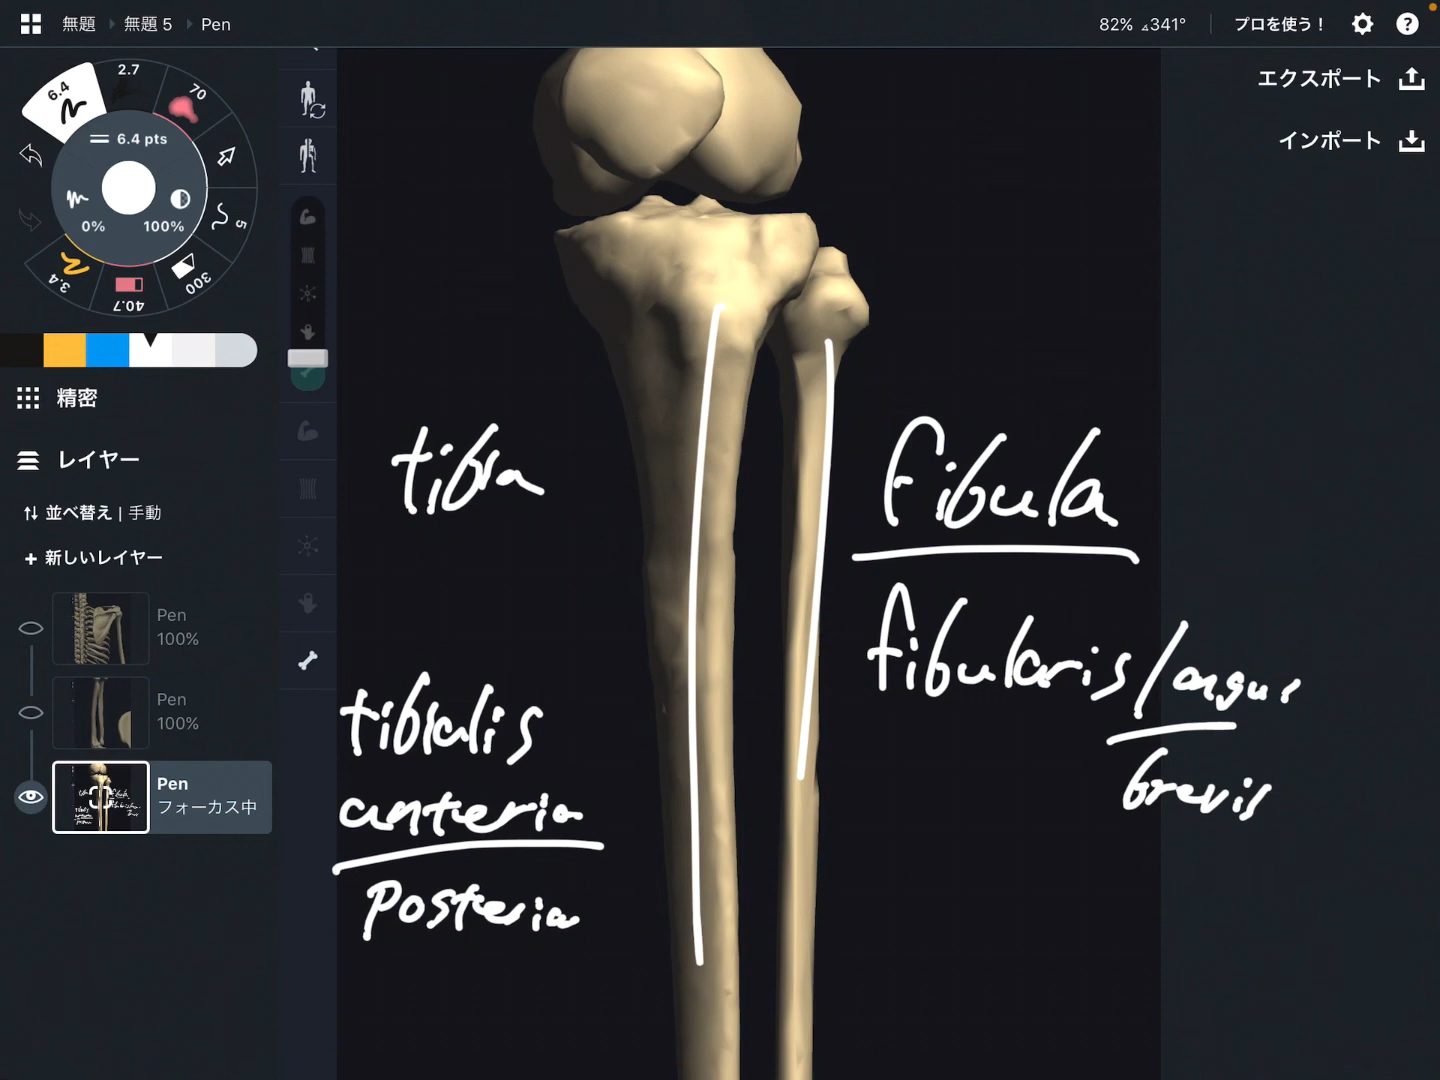 無題 無題 5 Pen
82% ⊿341° プロを使う!
エクスポート
インポート
6.4
2.7
70
5
300
40.7
3.4
6.4 pts
0% 100%
精密
レイヤー
並べ替え | 手動
+ 新しいレイヤー
Pen
100%
Pen
100%
Pen
フォーカス中
tibia
tibialis
anterior
posterior
fibula
fibularis longus
brevis